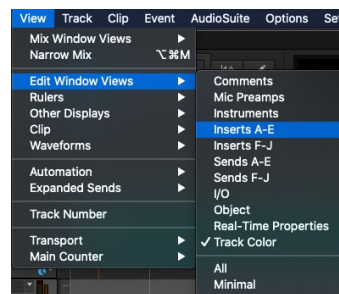 View Track Clip Event AudioSuite Options Se
Mix Window Views ▶
Narrow Mix ⌥⌘M
Edit Window Views ▶
Rulers ▶
Other Displays ▶
Clip ▶
Waveforms ▶
Automation ▶
Expanded Sends ▶
Track Number
Transport ▶
Main Counter ▶
Comments
Mic Preamps
Instruments
Inserts A-E
Inserts F-J
Sends A-E
Sends F-J
I/O
Object
Real-Time Properties
✓ Track Color
All
Minimal